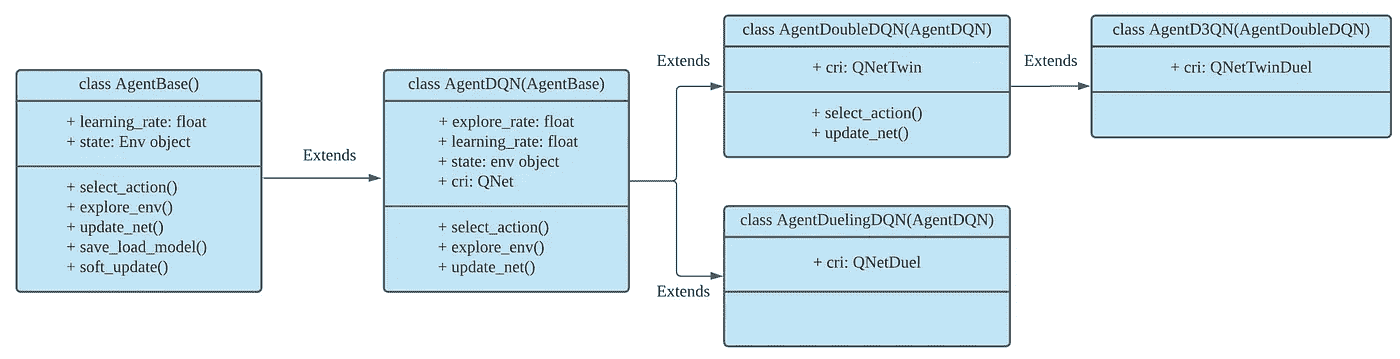 class AgentBase()
+ learning_rate: float
+ state: Env object
+ select_action()
+ explore_env()
+ update_net()
+ save_load_model()
+ soft_update()
Extends
class AgentDQN(AgentBase)
+ explore_rate: float
+ learning_rate: float
+ state: env object
+ cri: QNet
+ select_action()
+ explore_env()
+ update_net()
Extends
class AgentDoubleDQN(AgentDQN)
+ cri: QNetTwin
+ select_action()
+ update_net()
Extends
class AgentD3QN(AgentDoubleDQN)
+ cri: QNetTwinDuel
Extends
class AgentDuelingDQN(AgentDQN)
+ cri: QNetDuel